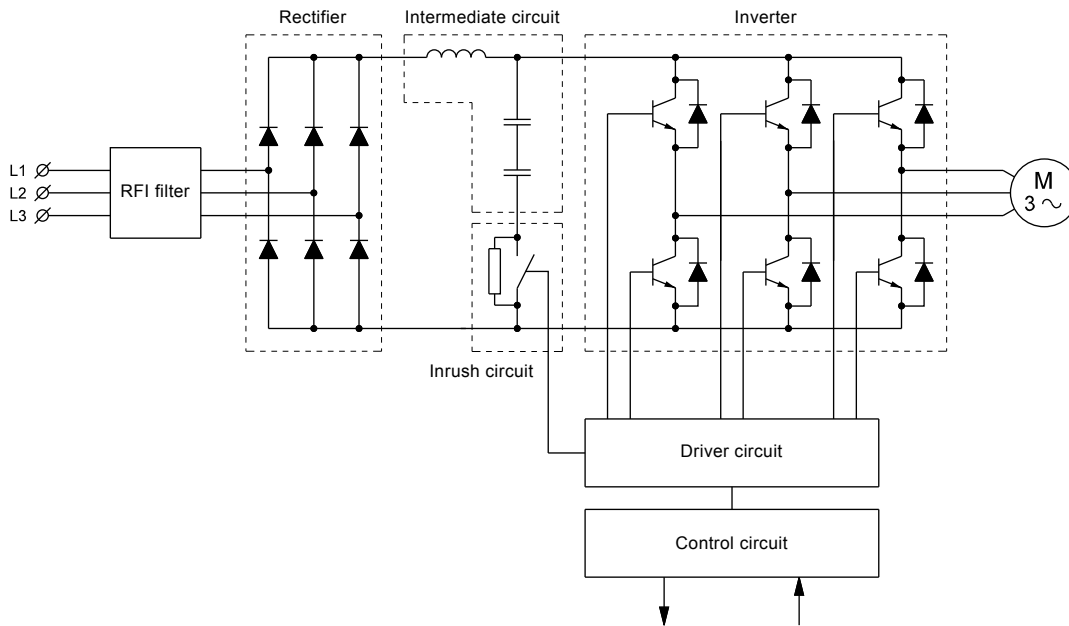 Rectifier
Intermediate circuit
Inverter
L1
L2
L3
RFI filter
M
3 ~
Inrush circuit
Driver circuit
Control circuit